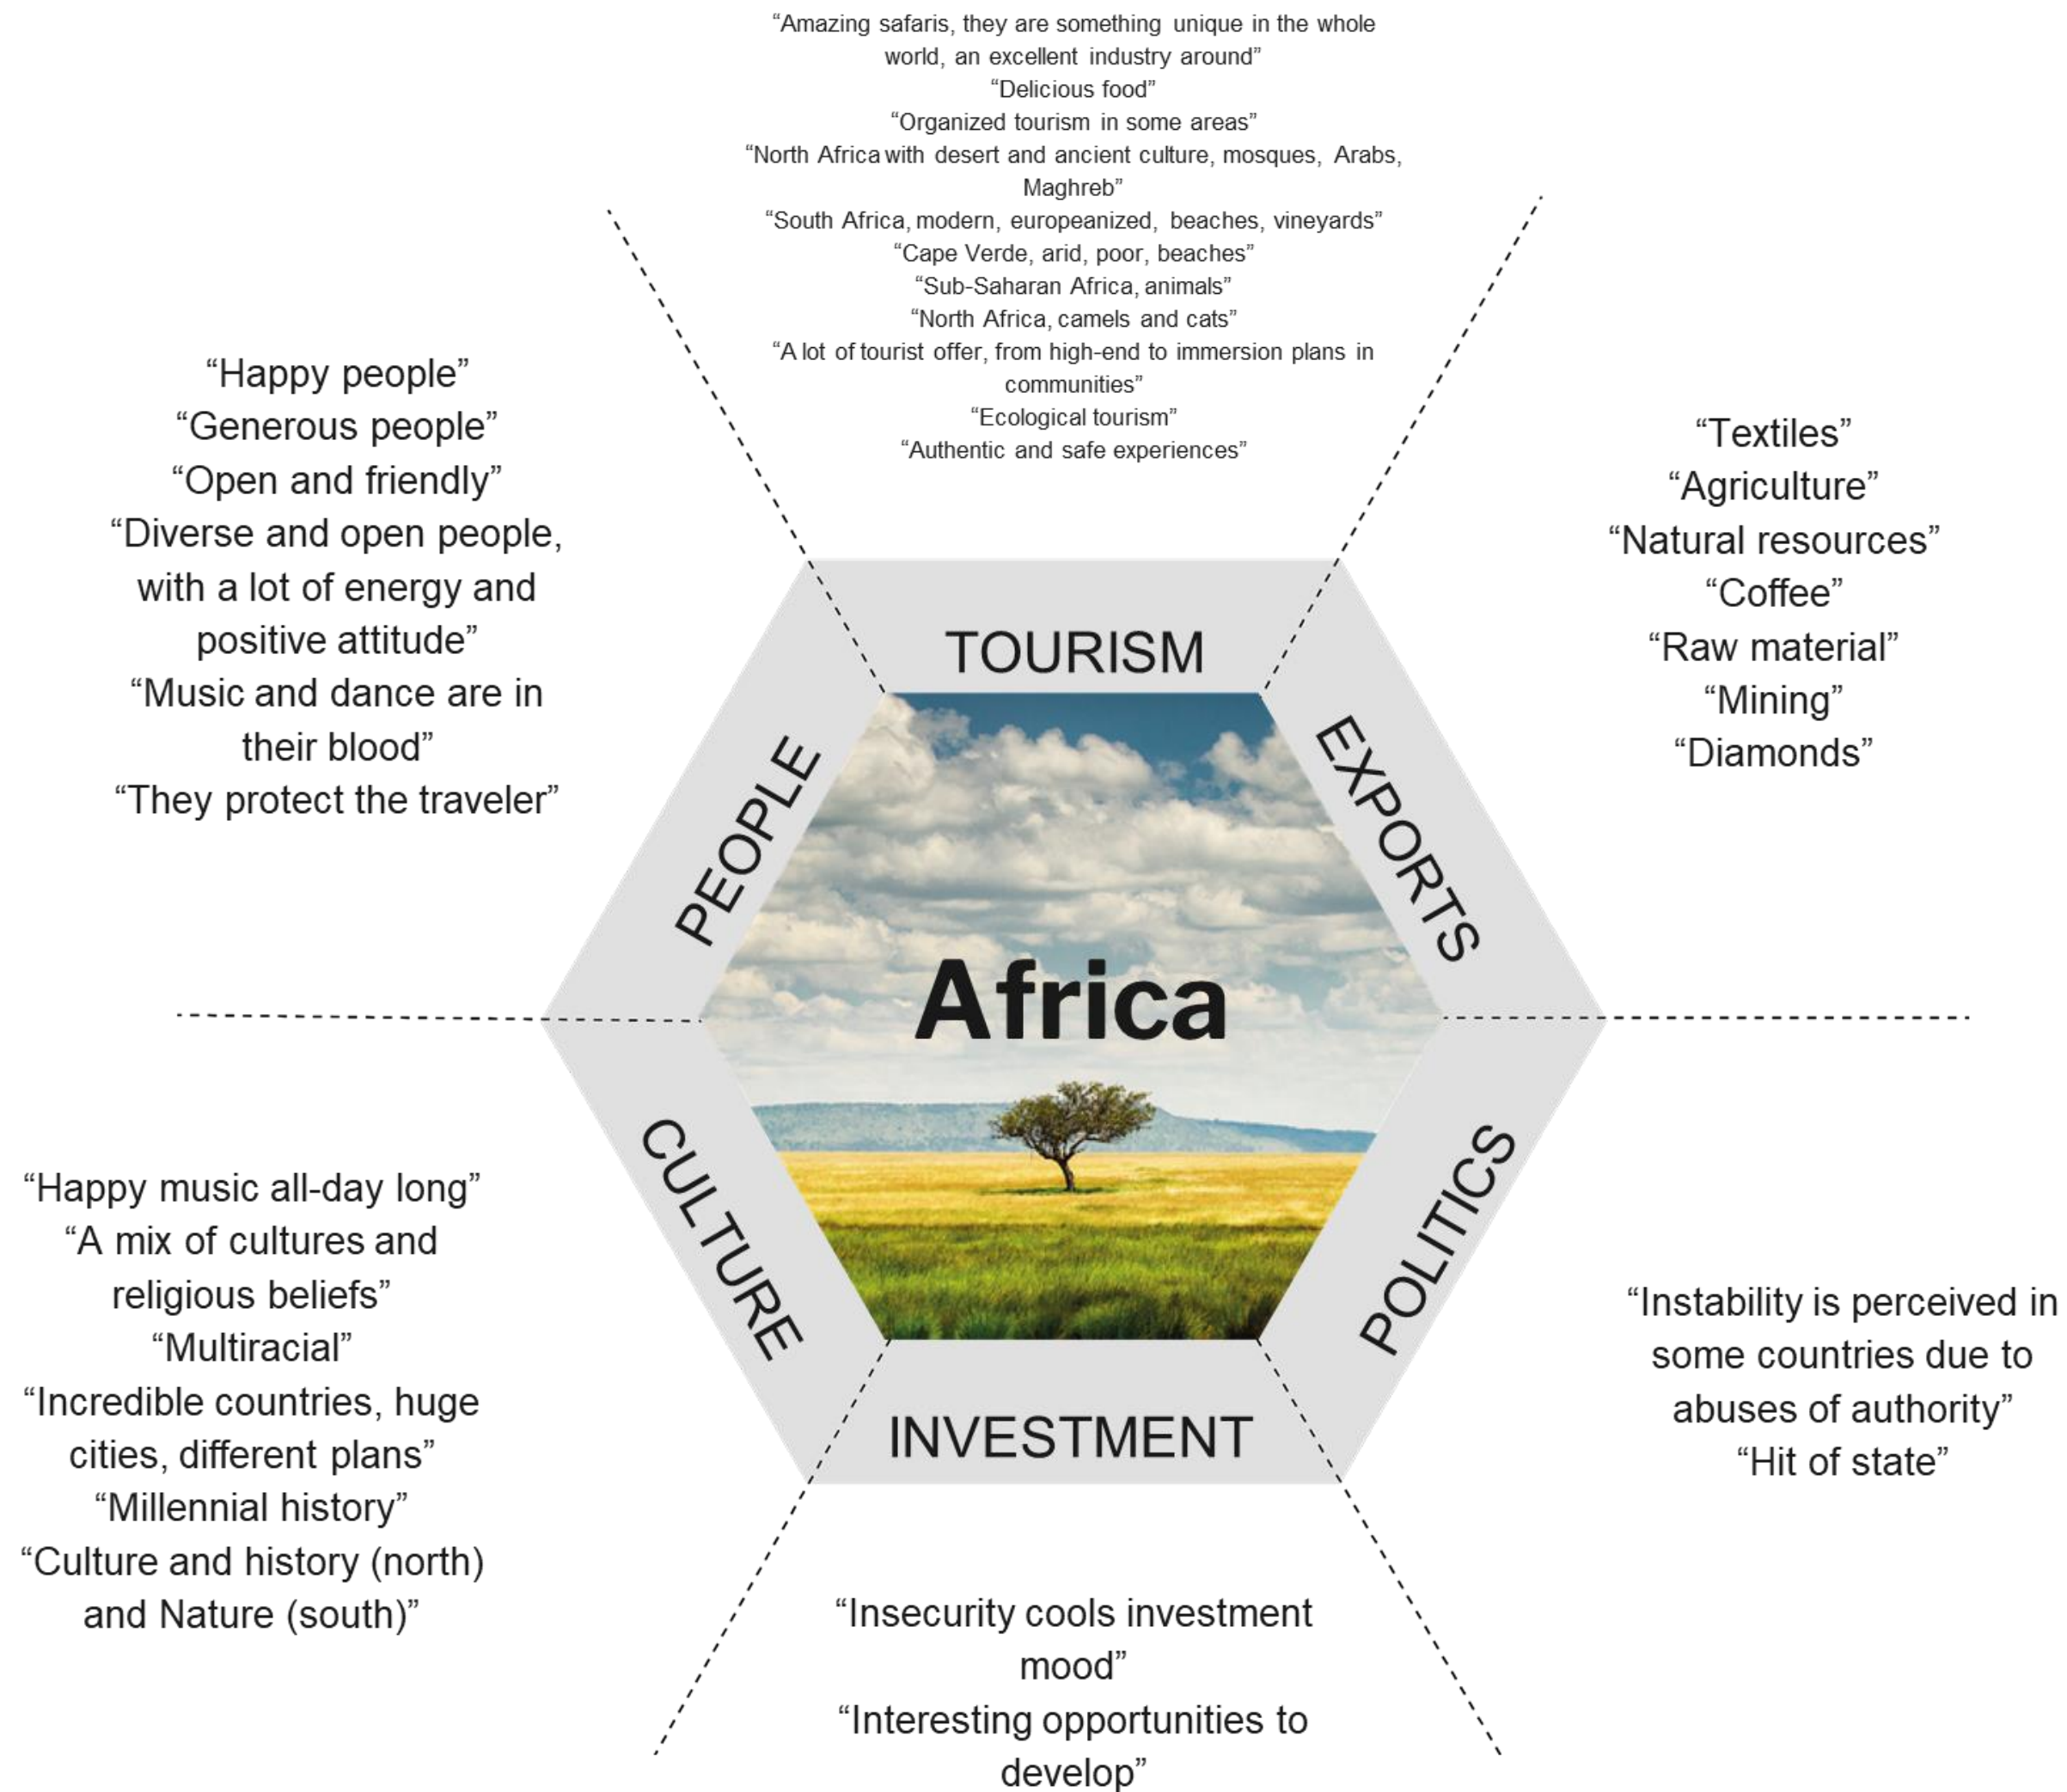 “Amazing safaris, they are something unique in the whole
world, an excellent industry around”
“Delicious food”
“Organized tourism in some areas”
“North Africa with desert and ancient culture, mosques, Arabs,
Maghreb”
“South Africa, modern, europeanized, beaches, vineyards”
“Cape Verde, arid, poor, beaches”
“Sub-Saharan Africa, animals”
“North Africa, camels and cats”
“A lot of tourist offer, from high-end to immersion plans in
communities”
“Ecological tourism”
“Authentic and safe experiences”
“Happy people”
“Generous people”
“Open and friendly”
“Diverse and open people,
with a lot of energy and
positive attitude”
“Music and dance are in
their blood”
“They protect the traveler”
“Textiles”
“Agriculture”
“Natural resources”
“Coffee”
“Raw material”
“Mining”
“Diamonds”
TOURISM
PEOPLE
EXPORTS
Africa
CULTURE
POLITICS
INVESTMENT
“Happy music all-day long”
“A mix of cultures and
religious beliefs”
“Multiracial”
“Incredible countries, huge
cities, different plans”
“Millennial history”
“Culture and history (north)
and Nature (south)”
“Instability is perceived in
some countries due to
abuses of authority”
“Hit of state”
“Insecurity cools investment
mood”
“Interesting opportunities to
develop”